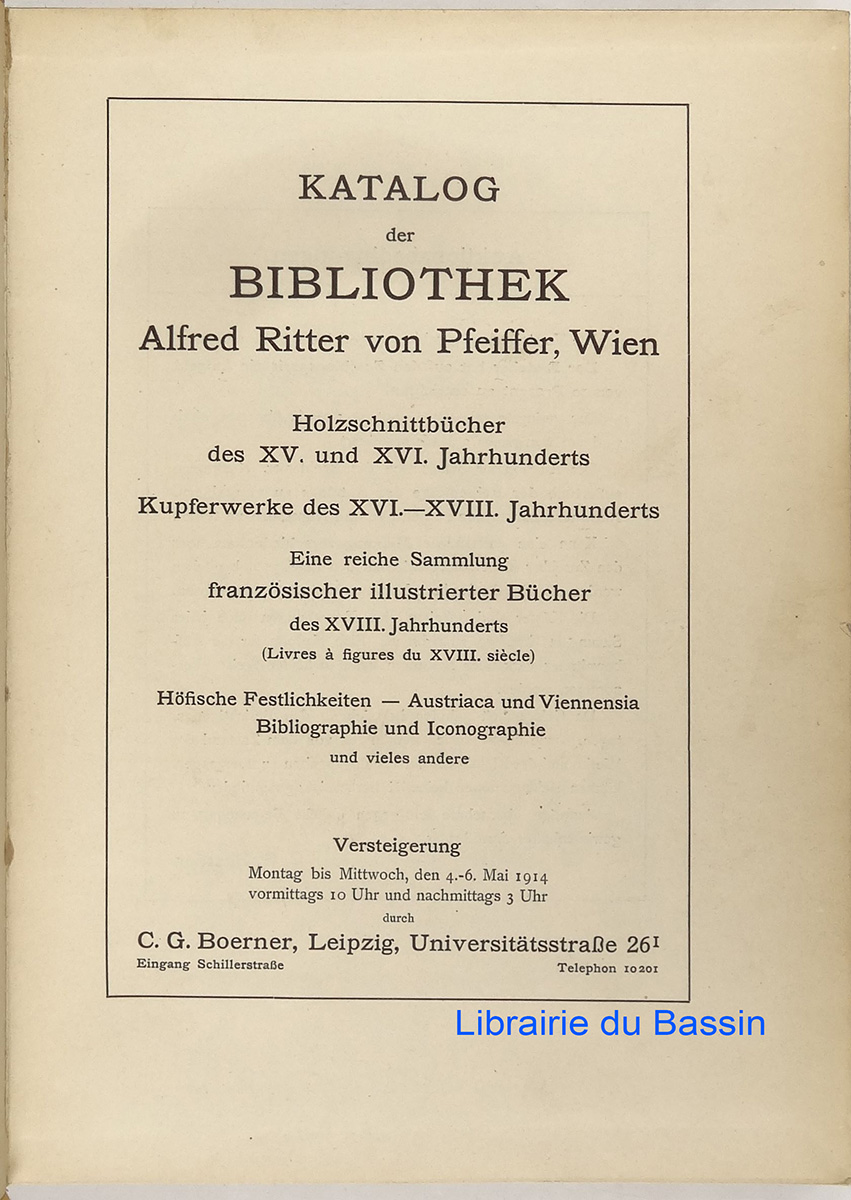 KATALOG
der
BIBLIOTHEK
Alfred Ritter von Pfeiffer, Wien
Holzschnittbücher
des XV. und XVI. Jahrhunderts
Kupferwerke des XVI.—XVIII. Jahrhunderts
Eine reiche Sammlung
französischer illustrierter Bücher
des XVIII. Jahrhunderts
(Livres à figures du XVIII. siècle)
Höfische Festlichkeiten — Austriaca und Viennensia
Bibliographie und Iconographie
und vieles andere
Versteigerung
Montag bis Mittwoch, den 4.-6. Mai 1914
vormittags 10 Uhr und nachmittags 3 Uhr
durch
C. G. Boerner, Leipzig, Universitätsstraße 26ᴵ
Eingang Schillerstraße Telephon 10201
Librairie du Bassin